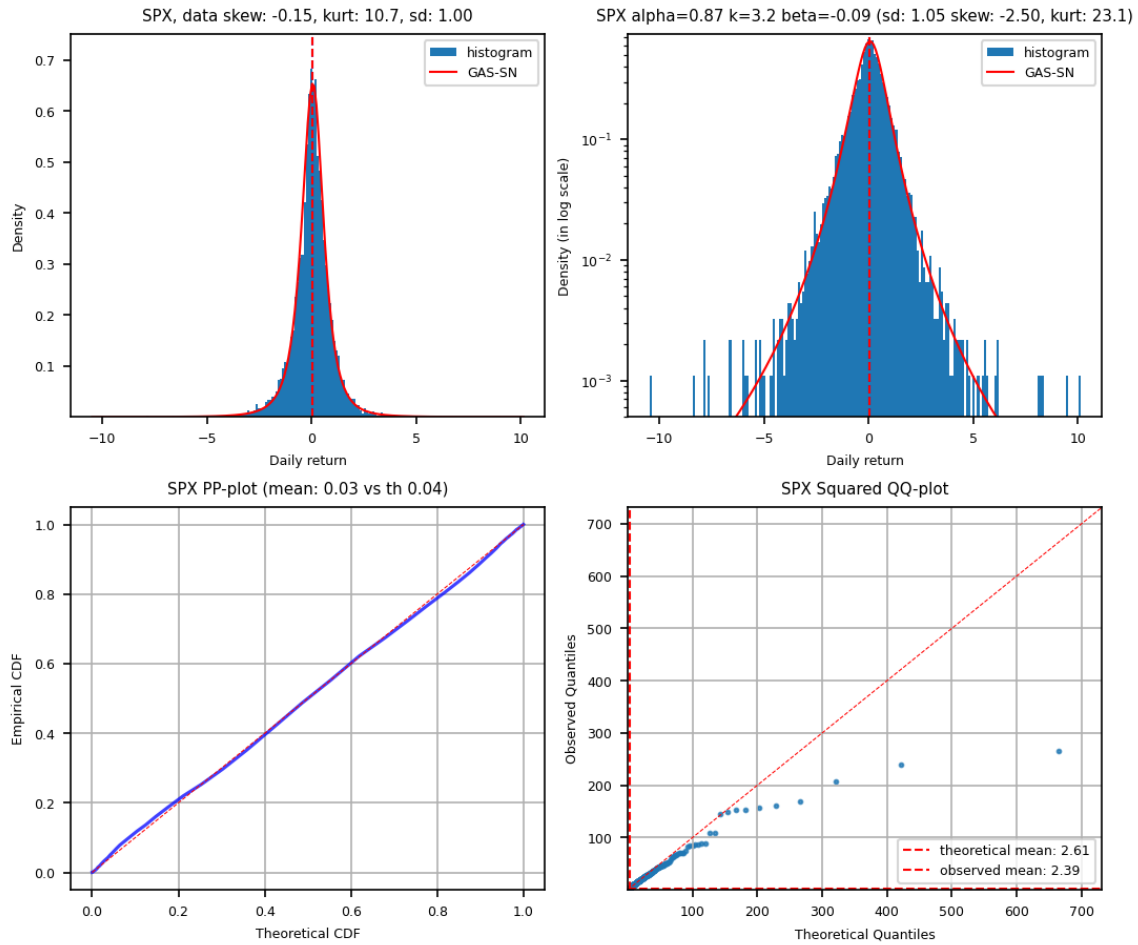 SPX, data skew: -0.15, kurt: 10.7, sd: 1.00
0.7
0.6
0.5
0.4
0.3
0.2
0.1
Density
histogram
GAS-SN
−10
−5
0
5
10
Daily return
SPX alpha=0.87 k=3.2 beta=-0.09 (sd: 1.05 skew: -2.50, kurt: 23.1)
10⁻¹
10⁻²
10⁻³
Density (in log scale)
histogram
GAS-SN
−10
−5
0
5
10
Daily return
SPX PP-plot (mean: 0.03 vs th 0.04)
1.0
0.8
0.6
0.4
0.2
0.0
Empirical CDF
0.0
0.2
0.4
0.6
0.8
1.0
Theoretical CDF
SPX Squared QQ-plot
700
600
500
400
300
200
100
Observed Quantiles
theoretical mean: 2.61
observed mean: 2.39
100
200
300
400
500
600
700
Theoretical Quantiles